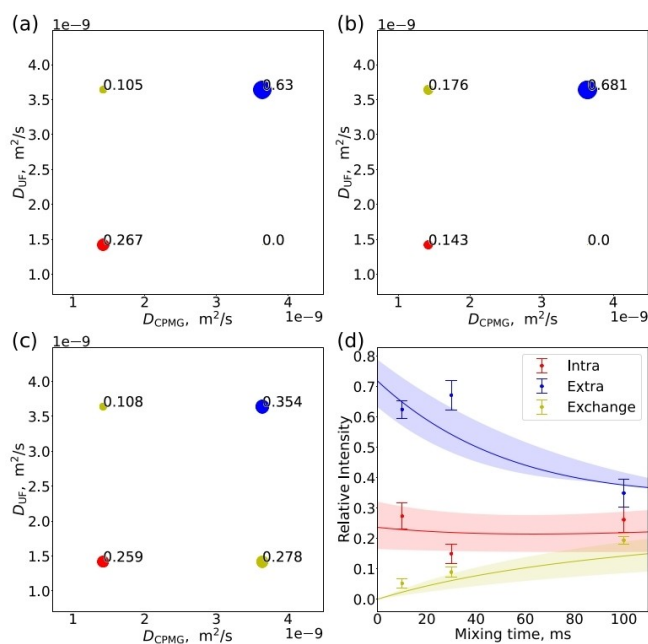 (a)
1e−9
D_UF, m²/s
4.0
3.5
3.0
2.5
2.0
1.5
1.0
0.105
0.63
0.267
0.0
1
2
3
4
D_CPMG, m²/s
1e−9
(b)
1e−9
D_UF, m²/s
4.0
3.5
3.0
2.5
2.0
1.5
1.0
0.176
0.681
0.143
0.0
1
2
3
4
D_CPMG, m²/s
1e−9
(c)
1e−9
D_UF, m²/s
4.0
3.5
3.0
2.5
2.0
1.5
1.0
0.108
0.354
0.259
0.278
1
2
3
4
D_CPMG, m²/s
1e−9
(d)
Relative Intensity
0.8
0.7
0.6
0.5
0.4
0.3
0.2
0.1
0.0
Intra
Extra
Exchange
0
20
40
60
80
100
Mixing time, ms